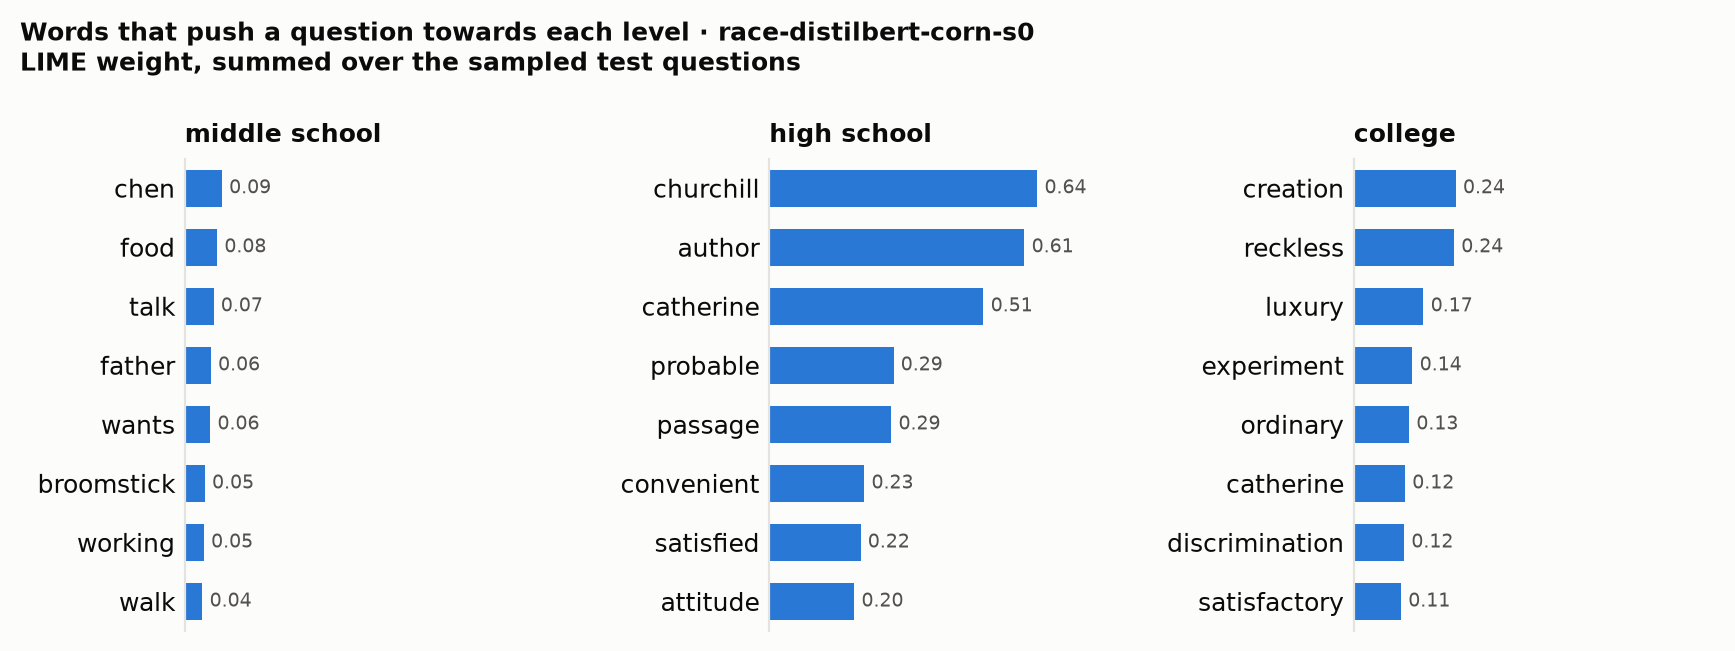 Words that push a question towards each level · race-distilbert-corn-s0
LIME weight, summed over the sampled test questions
middle school
chen 0.09
food 0.08
talk 0.07
father 0.06
wants 0.06
broomstick 0.05
working 0.05
walk 0.04
high school
churchill 0.64
author 0.61
catherine 0.51
probable 0.29
passage 0.29
convenient 0.23
satisfied 0.22
attitude 0.20
college
creation 0.24
reckless 0.24
luxury 0.17
experiment 0.14
ordinary 0.13
catherine 0.12
discrimination 0.12
satisfactory 0.11